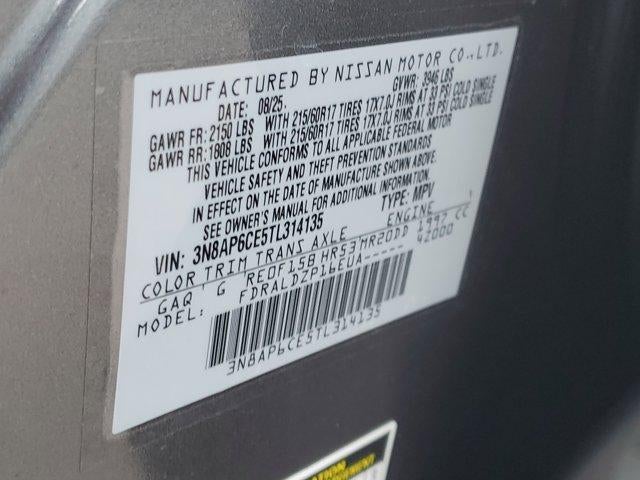 MANUFACTURED BY NISSAN MOTOR CO., LTD.
DATE: 08/25. GVWR: 3946 LBS
GAWR FR: 2150 LBS WITH 215/60R17 TIRES 17X7.0J RIMS AT 33 PSI COLD SINGLE
GAWR RR: 1808 LBS WITH 215/60R17 TIRES 17X7.0J RIMS AT 33 PSI COLD SINGLE
THIS VEHICLE CONFORMS TO ALL APPLICABLE FEDERAL MOTOR
VEHICLE SAFETY AND THEFT PREVENTION STANDARDS
IN EFFECT ON THE DATE OF MANUFACTURE SHOWN ABOVE.
SEE OWNER'S MANUAL FOR ADDITIONAL INFORMATION.
VIN: 3N8AP6CE5TL314135 TYPE: MPV
COLOR TRIM TRANS AXLE ENGINE
GAQ G RE0F15B HR53 MR20DD 1997 CC
MODEL: FDRALDZP16EUA----- 42000
3N8AP6CE5TL314135